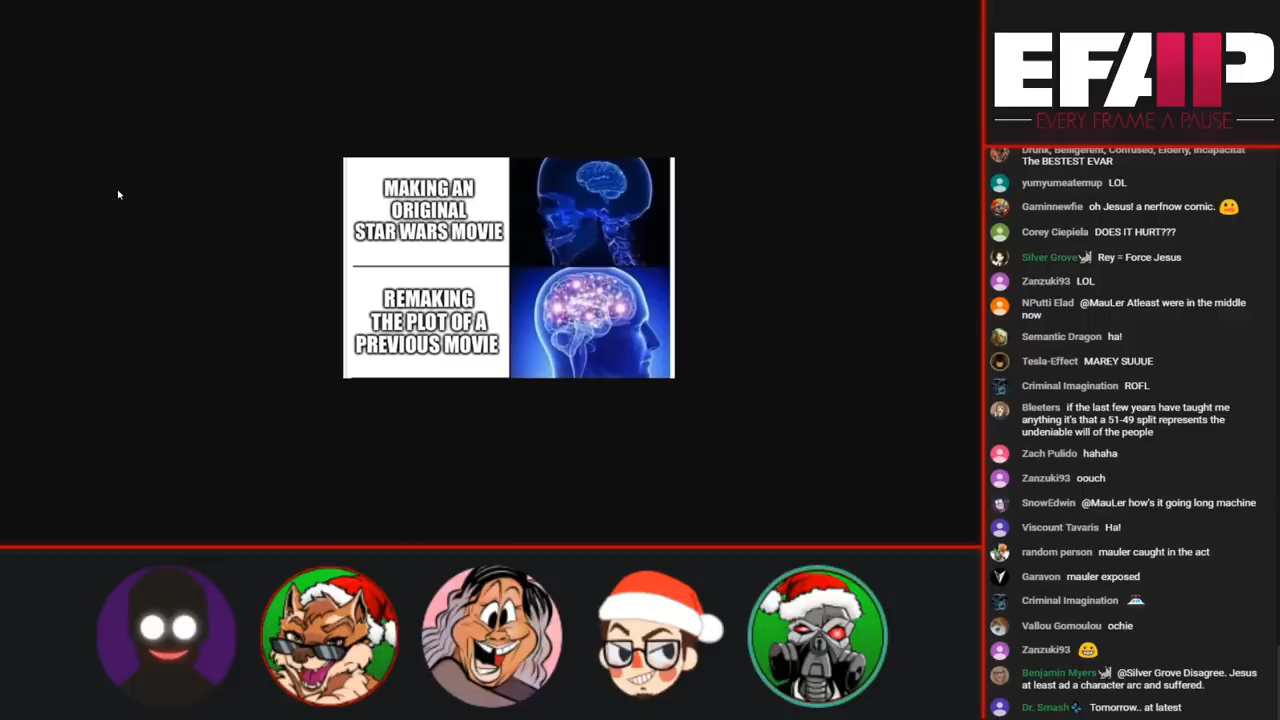 MAKING AN
ORIGINAL
STAR WARS MOVIE
REMAKING
THE PLOT OF A
PREVIOUS MOVIE
EFAP
EVERY FRAME A PAUSE
Drunk, Belligerent, Confused, Elderly, Incapacitat
The BESTEST EVAR
yumyumeatemup LOL
Gaminnewfie oh Jesus! a nerfnow comic.
Corey Ciepiela DOES IT HURT???
Silver Grove Rey = Force Jesus
Zanzuki93 LOL
NPutti Elad @MauLer Atleast were in the middle
now
Semantic Dragon ha!
Tesla-Effect MAREY SUUUE
Criminal Imagination ROFL
Bleeters if the last few years have taught me
anything it's that a 51-49 split represents the
undeniable will of the people
Zach Pulido hahaha
Zanzuki93 oouch
SnowEdwin @MauLer how's it going long machine
Viscount Tavaris Ha!
random person mauler caught in the act
Garavon mauler exposed
Criminal Imagination
Vallou Gomoulou ochie
Zanzuki93
Benjamin Myers @Silver Grove Disagree. Jesus
at least ad a character arc and suffered.
Dr. Smash Tomorrow.. at latest